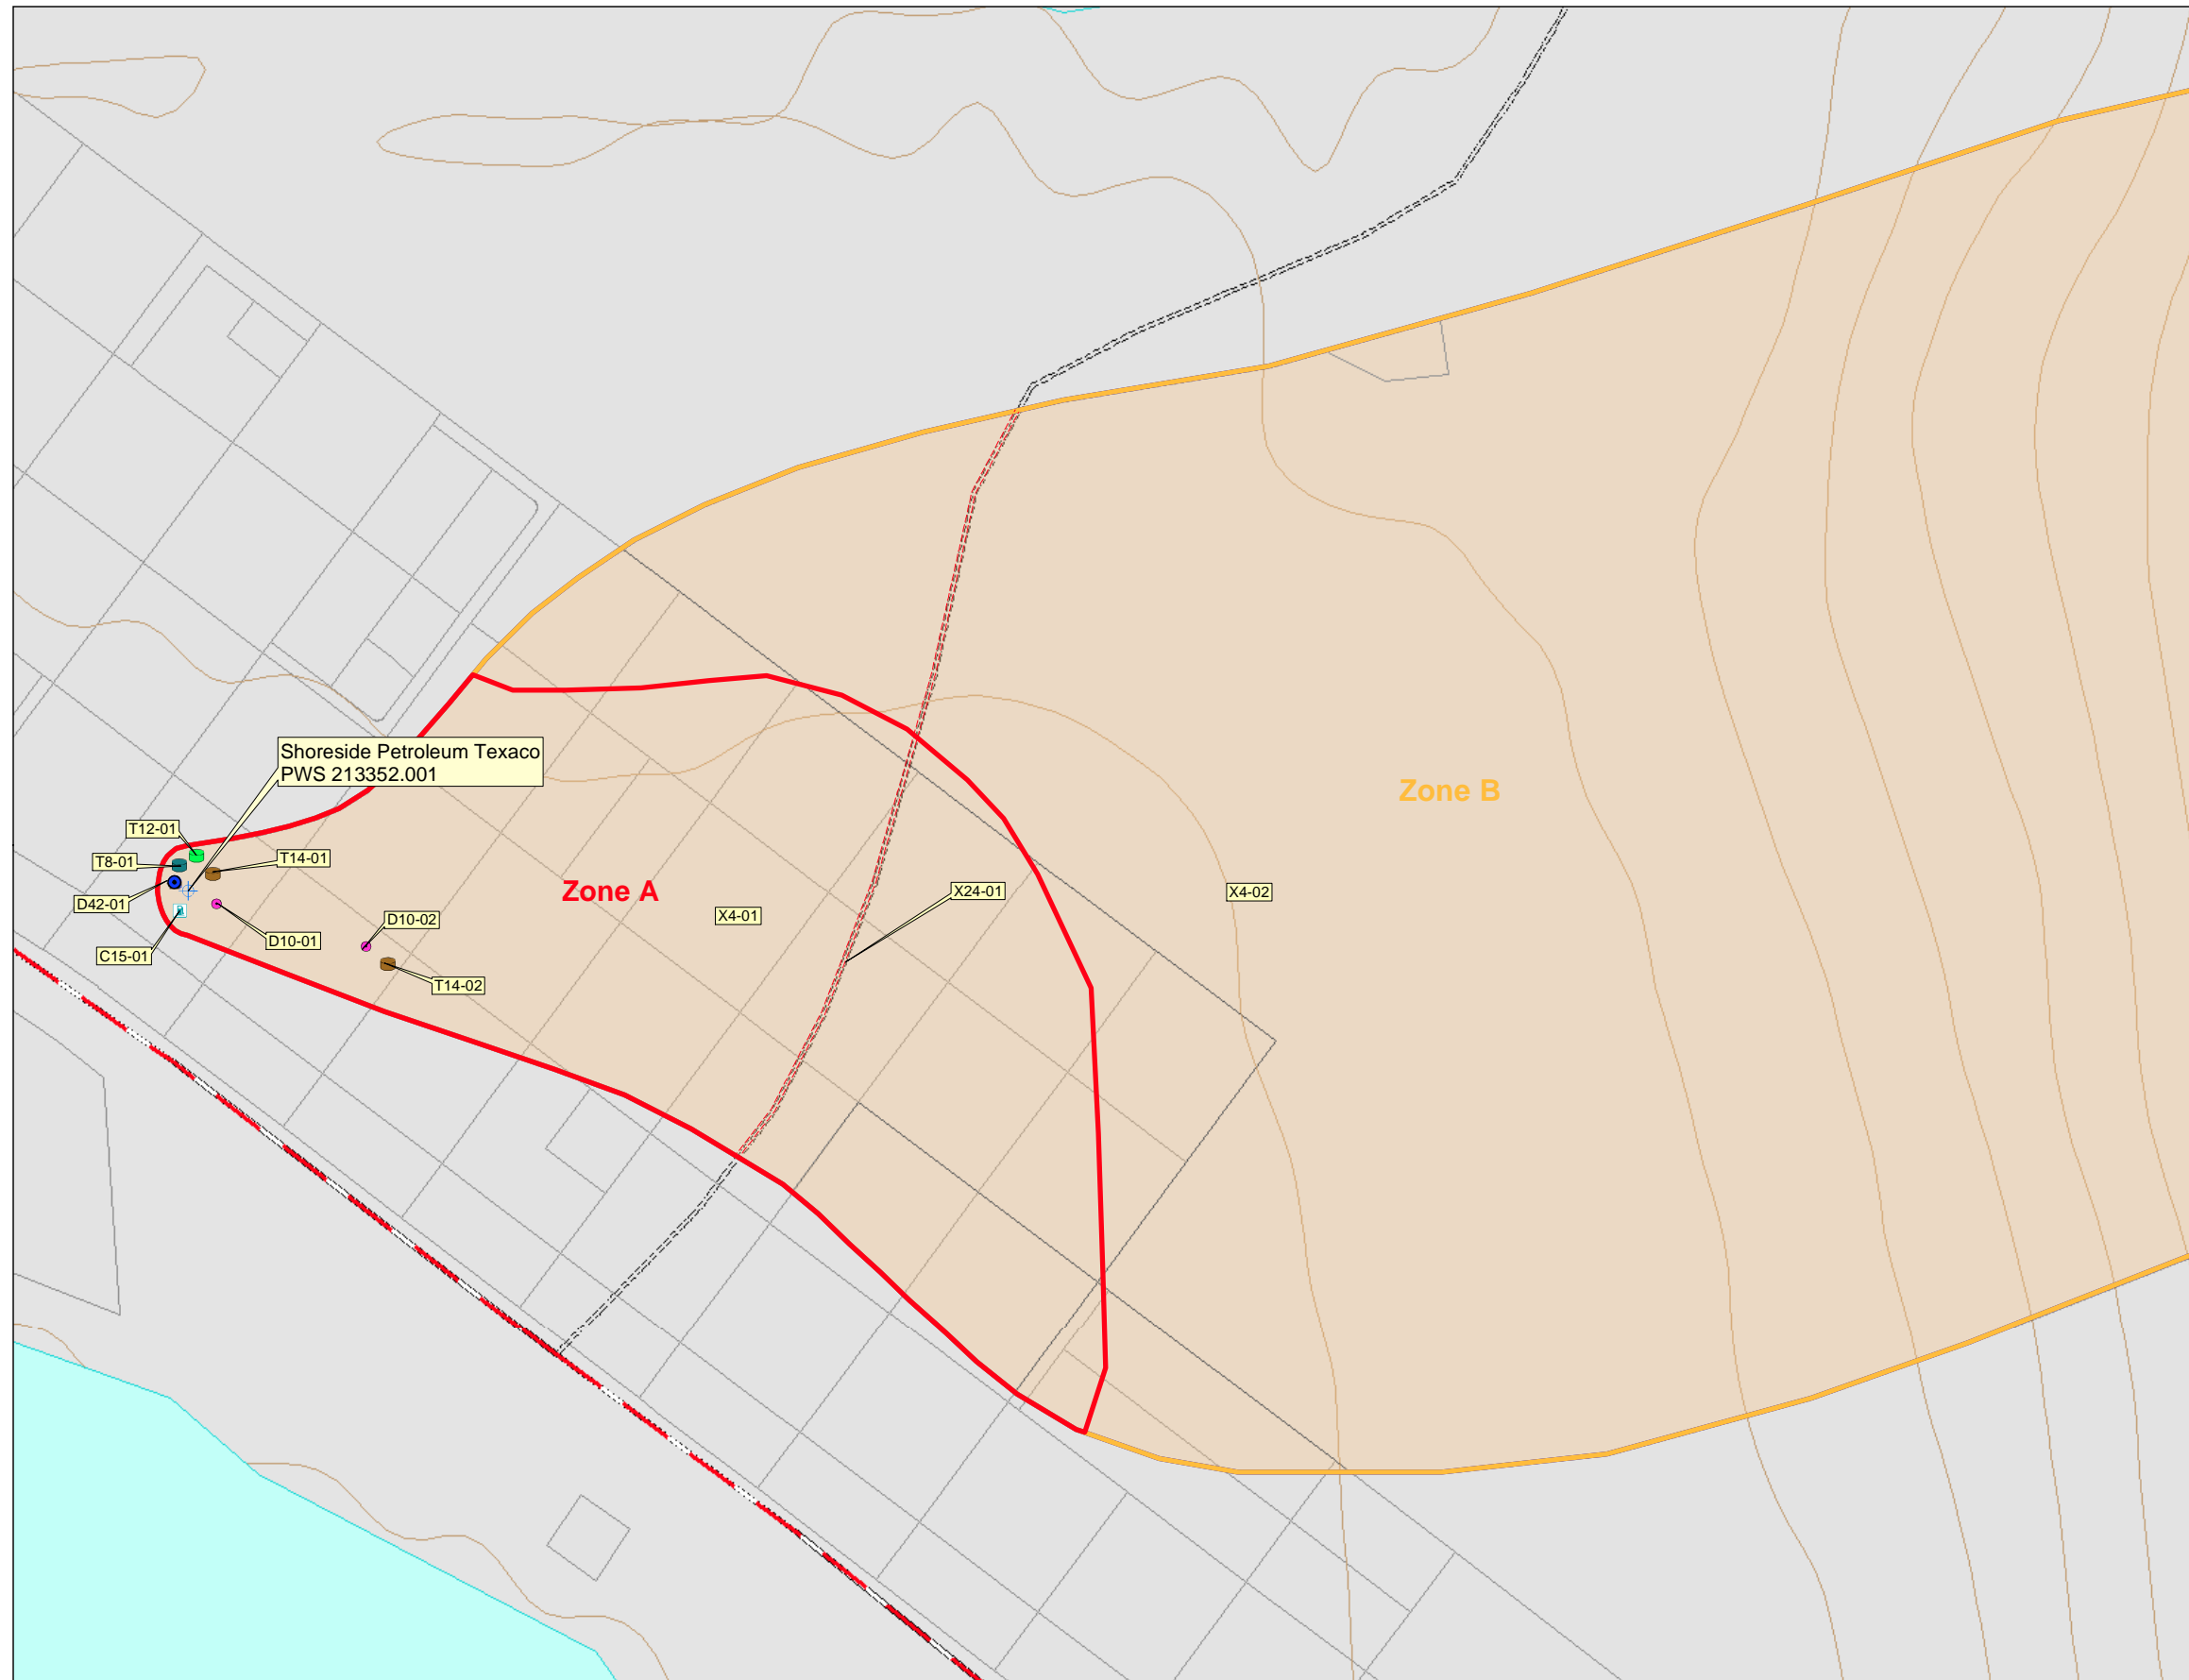 Shoreside Petroleum Texaco
PWS 213352.001
Zone B
T12-01
T8-01
T14-01
Zone A
X24-01
X4-02
D42-01
X4-01
D10-02
D10-01
C15-01
T14-02